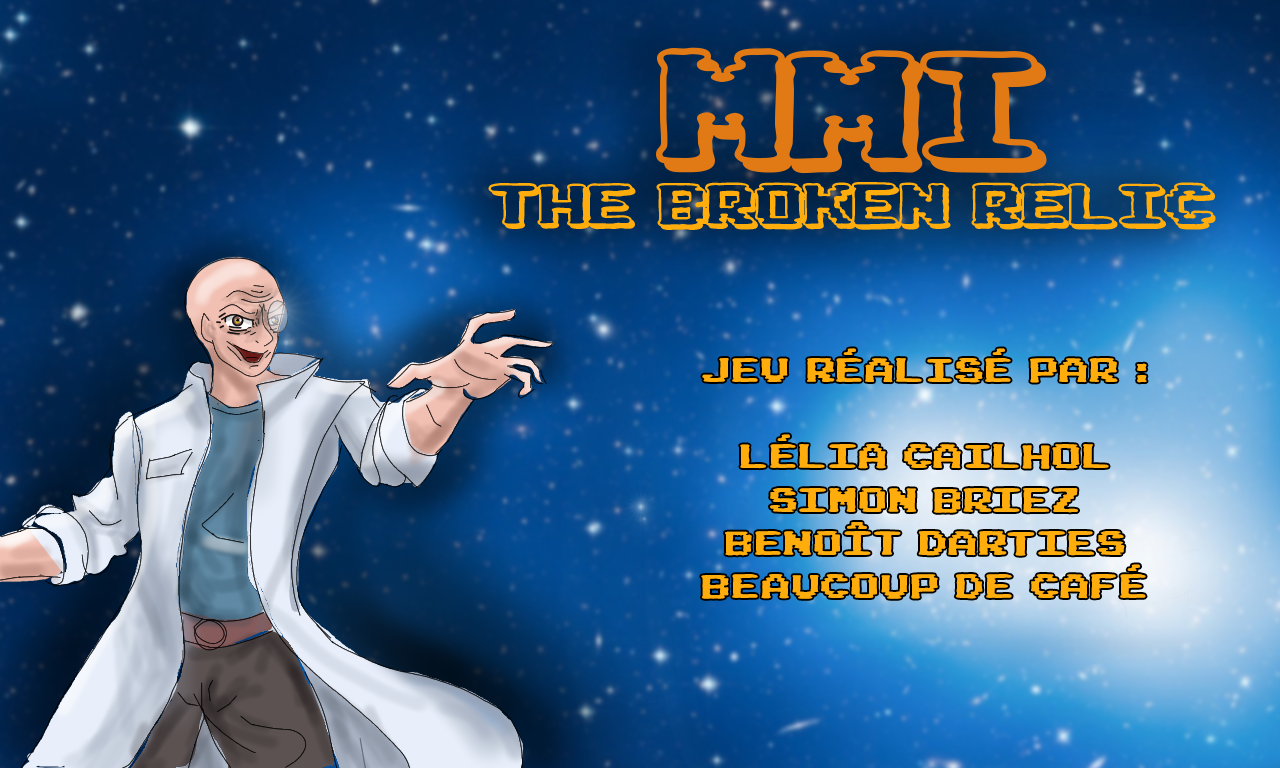 MMI
THE BROKEN RELIC
JEU RÉALISÉ PAR :
LÉLIA CAILHOL
SIMON BRIEZ
BENOÎT DARTIES
BEAUCOUP DE CAFÉ